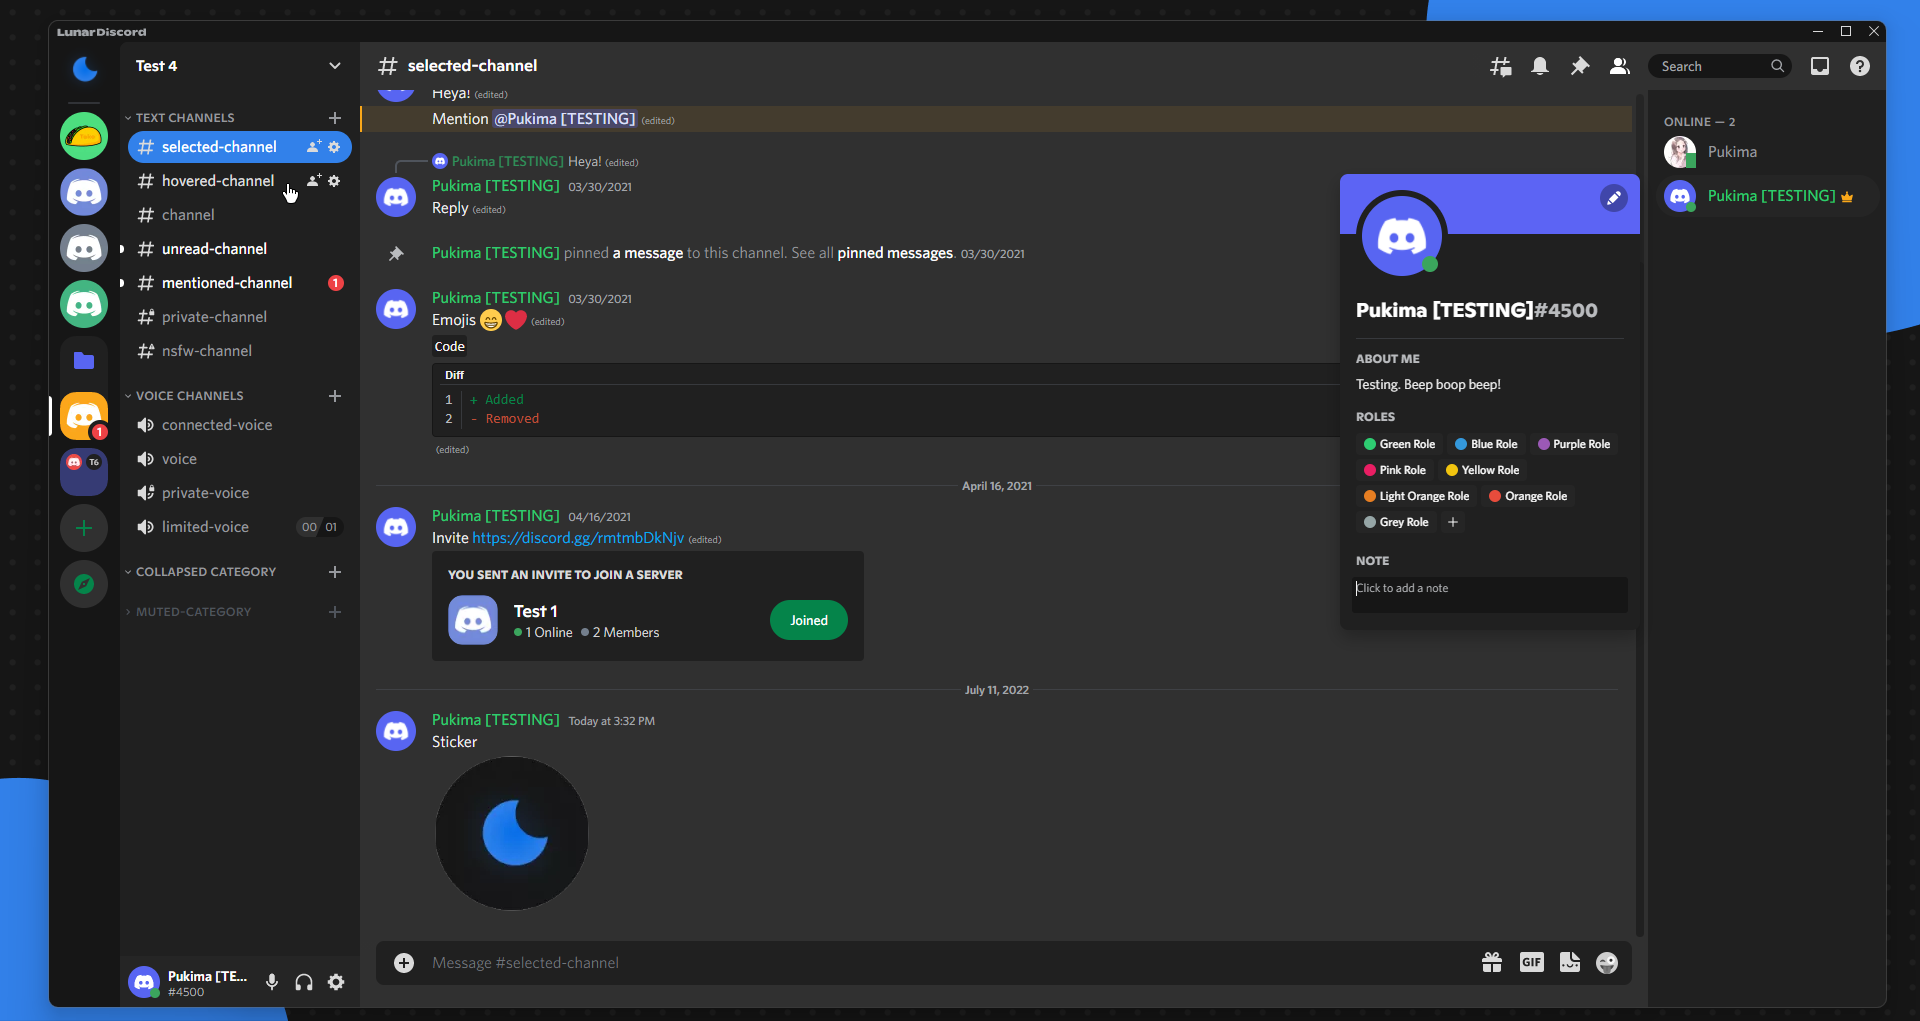 LunarDiscord
Test 4
TEXT CHANNELS
selected-channel
hovered-channel
channel
unread-channel
mentioned-channel 1
private-channel
nsfw-channel
VOICE CHANNELS
connected-voice
voice
private-voice
limited-voice 00 01
COLLAPSED CATEGORY
MUTED-CATEGORY
1
T6
Pukima [TE...
#4500
selected-channel
Search
Heya! (edited)
Mention @Pukima [TESTING] (edited)
Pukima [TESTING] Heya! (edited)
Pukima [TESTING] 03/30/2021
Reply (edited)
Pukima [TESTING] pinned a message to this channel. See all pinned messages. 03/30/2021
Pukima [TESTING] 03/30/2021
Emojis 😁❤️ (edited)
Code
Diff
1 + Added
2 - Removed
(edited)
April 16, 2021
Pukima [TESTING] 04/16/2021
Invite https://discord.gg/rmtmbDkNjv (edited)
YOU SENT AN INVITE TO JOIN A SERVER
Test 1
1 Online 2 Members
Joined
July 11, 2022
Pukima [TESTING] Today at 3:32 PM
Sticker
Message #selected-channel
GIF
Pukima [TESTING]#4500
ABOUT ME
Testing. Beep boop beep!
ROLES
Green Role Blue Role Purple Role
Pink Role Yellow Role
Light Orange Role Orange Role
Grey Role +
NOTE
Click to add a note
ONLINE — 2
Pukima
Pukima [TESTING]